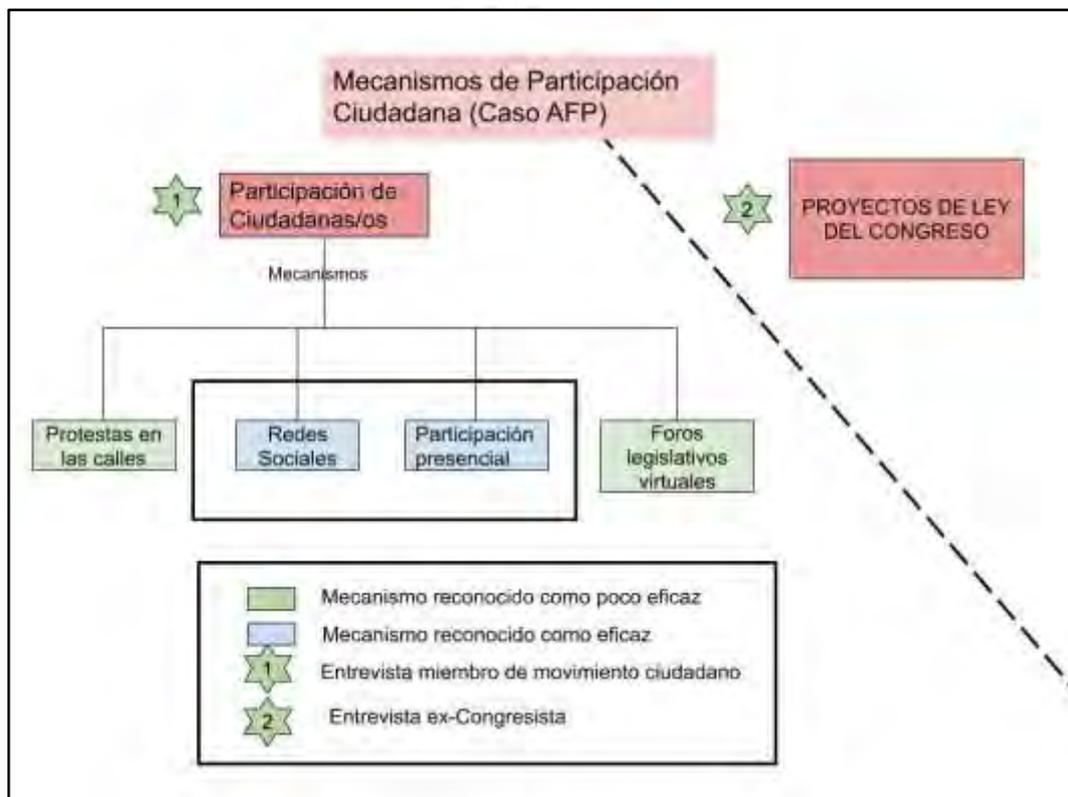 Mecanismos de Participación
Ciudadana (Caso AFP)
1
Participación de
Ciudadanas/os
2
PROYECTOS DE LEY
DEL CONGRESO
Mecanismos
Protestas en
las calles
Redes
Sociales
Participación
presencial
Foros
legislativos
virtuales
Mecanismo reconocido como poco eficaz
Mecanismo reconocido como eficaz
1 Entrevista miembro de movimiento ciudadano
2 Entrevista ex-Congresista